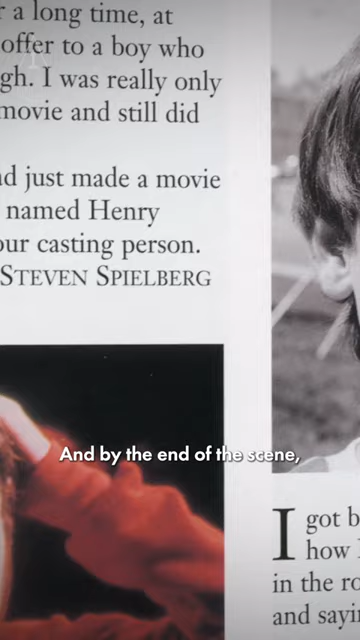 r a long time, at
offer to a boy who
gh. I was really only
movie and still did
d just made a movie
named Henry
our casting person.
STEVEN SPIELBERG
And by the end of the scene,
I got b
how
in the ro
and sayi